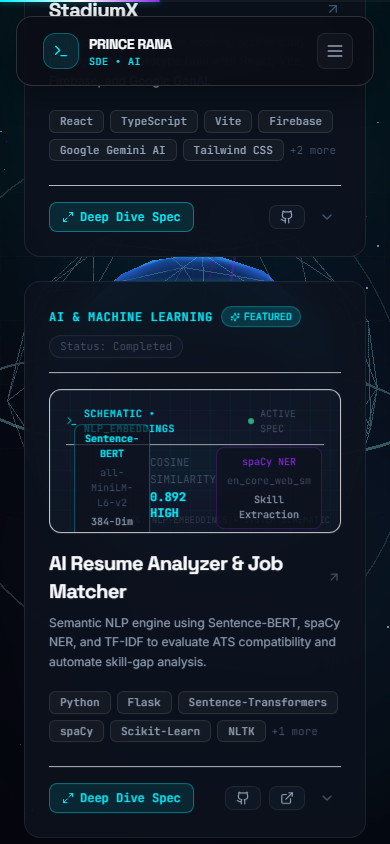 StadiumX
PRINCE RANA
SDE • AI
React TypeScript Vite Firebase
Google Gemini AI Tailwind CSS +2 more
Deep Dive Spec
AI & MACHINE LEARNING FEATURED
Status: Completed
SCHEMATIC •
NLP_EMBEDDINGS
ACTIVE
SPEC
Sentence-
BERT
all-
MiniLM-
L6-v2
384-Dim
COSINE
SIMILARITY
0.892
HIGH
spaCy NER
en_core_web_sm
Skill
Extraction
AI Resume Analyzer & Job
Matcher
Semantic NLP engine using Sentence-BERT, spaCy
NER, and TF-IDF to evaluate ATS compatibility and
automate skill-gap analysis.
Python Flask Sentence-Transformers
spaCy Scikit-Learn NLTK +1 more
Deep Dive Spec